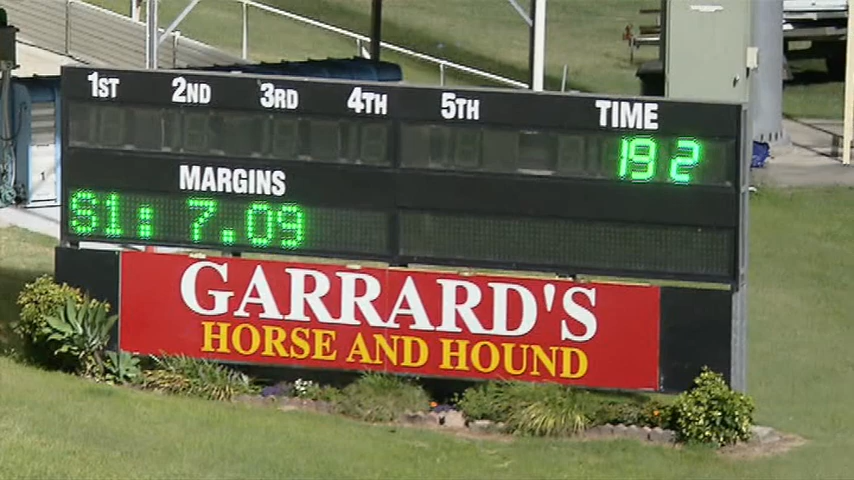 1ST 2ND 3RD 4TH 5TH TIME
19 2
MARGINS
S1: 7.09
GARRARD'S
HORSE AND HOUND